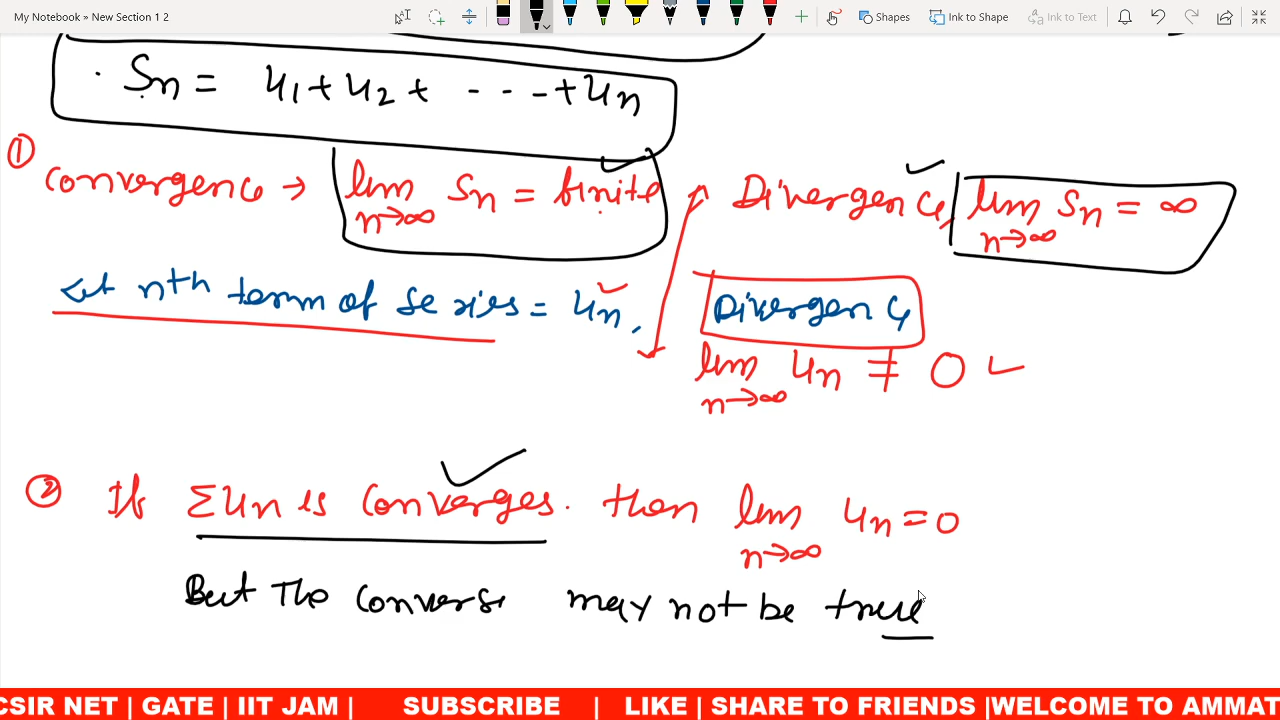 My Notebook » New Section 1 2
Shapes
Ink to Shape
Ink to Text
Sn = u1 + u2 + - - - + un
① Convergence → lim n→∞ Sn = finite
Divergence, lim n→∞ Sn = ∞
Let nth term of Series = un,
Divergence
lim n→∞ un ≠ 0
② If Σun is Converges. then lim n→∞ un = 0
But The Converse may not be true
CSIR NET | GATE | IIT JAM | SUBSCRIBE | LIKE | SHARE TO FRIENDS |WELCOME TO AMMAT